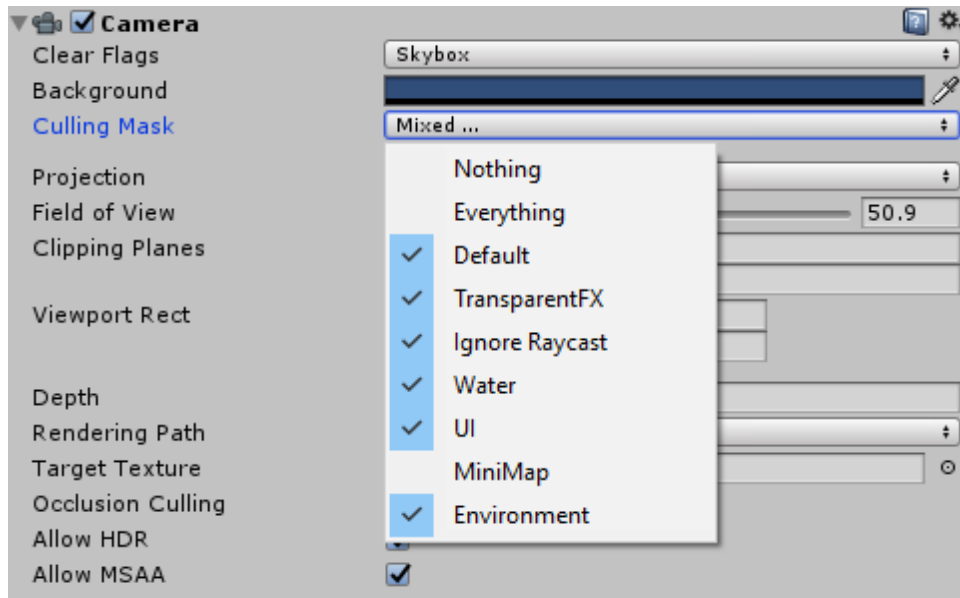 Camera
Clear Flags Skybox
Background
Culling Mask Mixed ...
Nothing
Projection
Everything
Field of View 50.9
Clipping Planes Default
TransparentFX
Viewport Rect
Ignore Raycast
Water
Depth
UI
Rendering Path
Target Texture MiniMap
Occlusion Culling Environment
Allow HDR
Allow MSAA